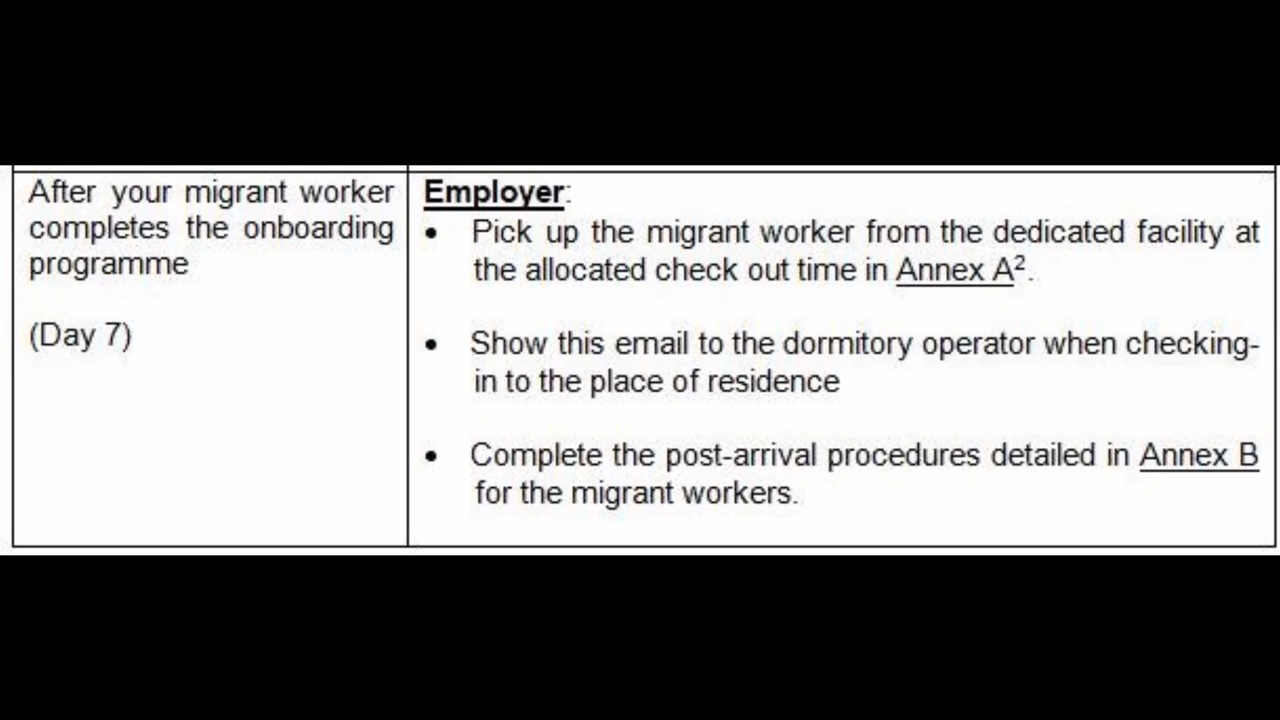 After your migrant worker
completes the onboarding
programme
(Day 7)
Employer:
• Pick up the migrant worker from the dedicated facility at
the allocated check out time in Annex A².
• Show this email to the dormitory operator when checking-
in to the place of residence
• Complete the post-arrival procedures detailed in Annex B
for the migrant workers.